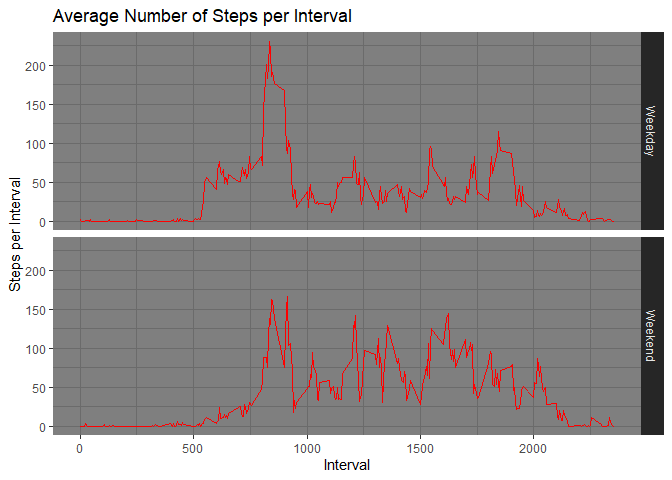 Average Number of Steps per Interval
Steps per Interval
200
150
100
50
0
Weekday
200
150
100
50
0
Weekend
0 500 1000 1500 2000
Interval